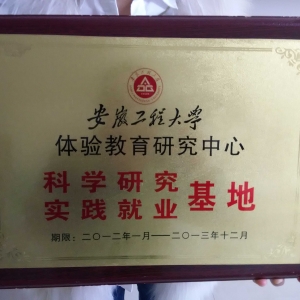 安徽工程大学
体验教育研究中心
科学研究
实践就业 基地
期限：二〇一二年一月——二〇一三年十二月